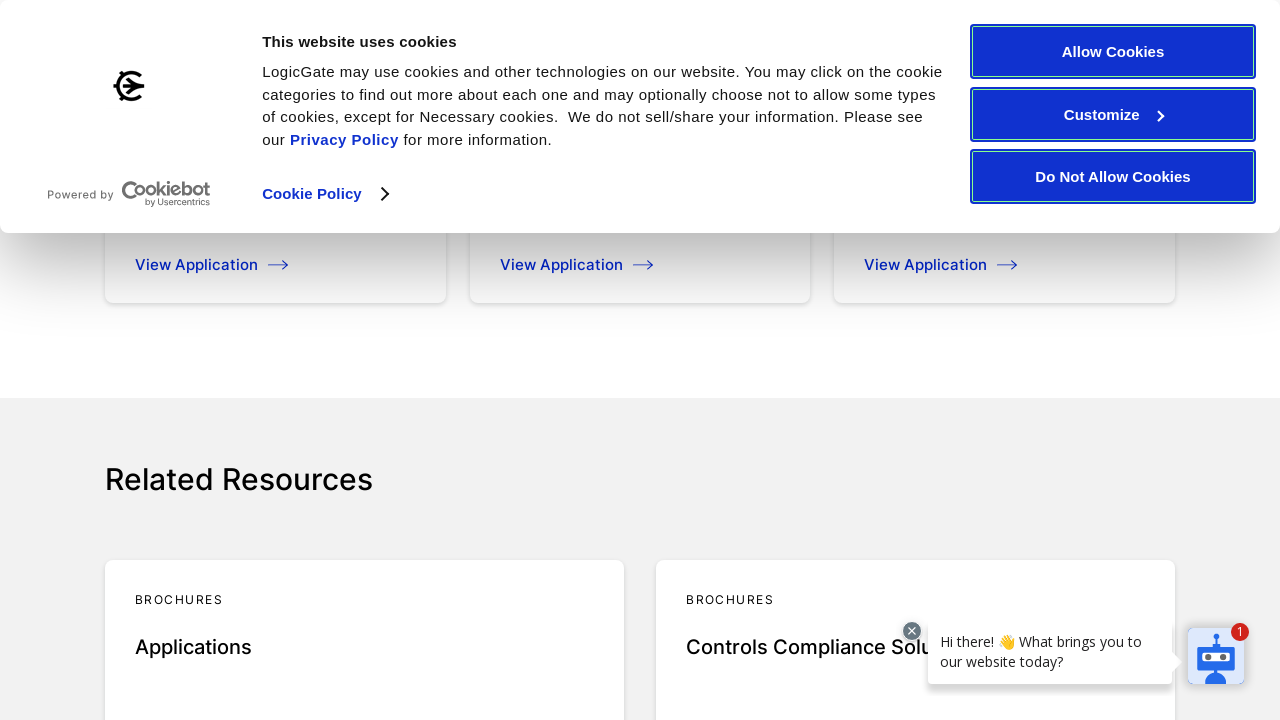 This website uses cookies
LogicGate may use cookies and other technologies on our website. You may click on the cookie
categories to find out more about each one and may optionally choose not to allow some types
of cookies, except for Necessary cookies.  We do not sell/share your information. Please see
our Privacy Policy for more information.
Cookie Policy
Powered by Cookiebot
by Usercentrics
Allow Cookies
Customize
Do Not Allow Cookies
View Application
View Application
View Application
Related Resources
BROCHURES
Applications
BROCHURES
Controls Compliance
Hi there! 👋 What brings you to
our website today?
1